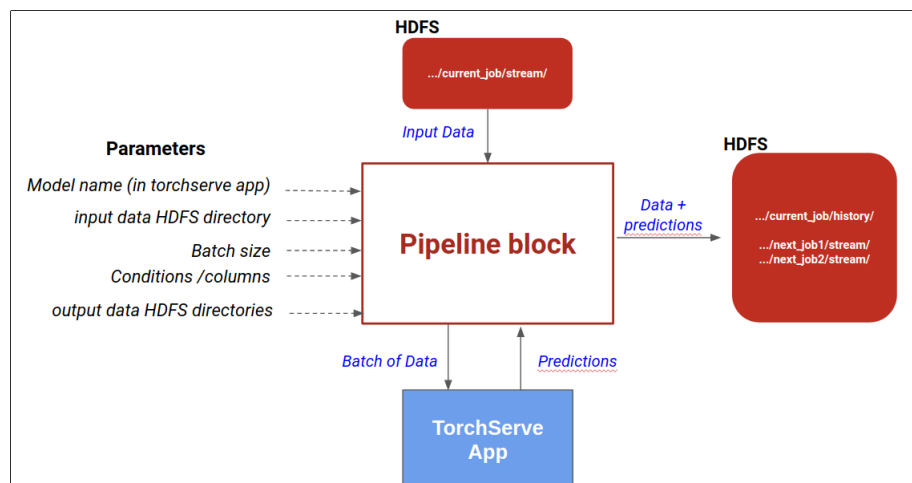 HDFS
.../current_job/stream/
Input Data
Parameters
Model name (in torchserve app)
input data HDFS directory
Batch size
Conditions /columns
output data HDFS directories
Pipeline block
Data +
predictions
HDFS
.../current_job/history/
.../next_job1/stream/
.../next_job2/stream/
Batch of Data
Predictions
TorchServe
App